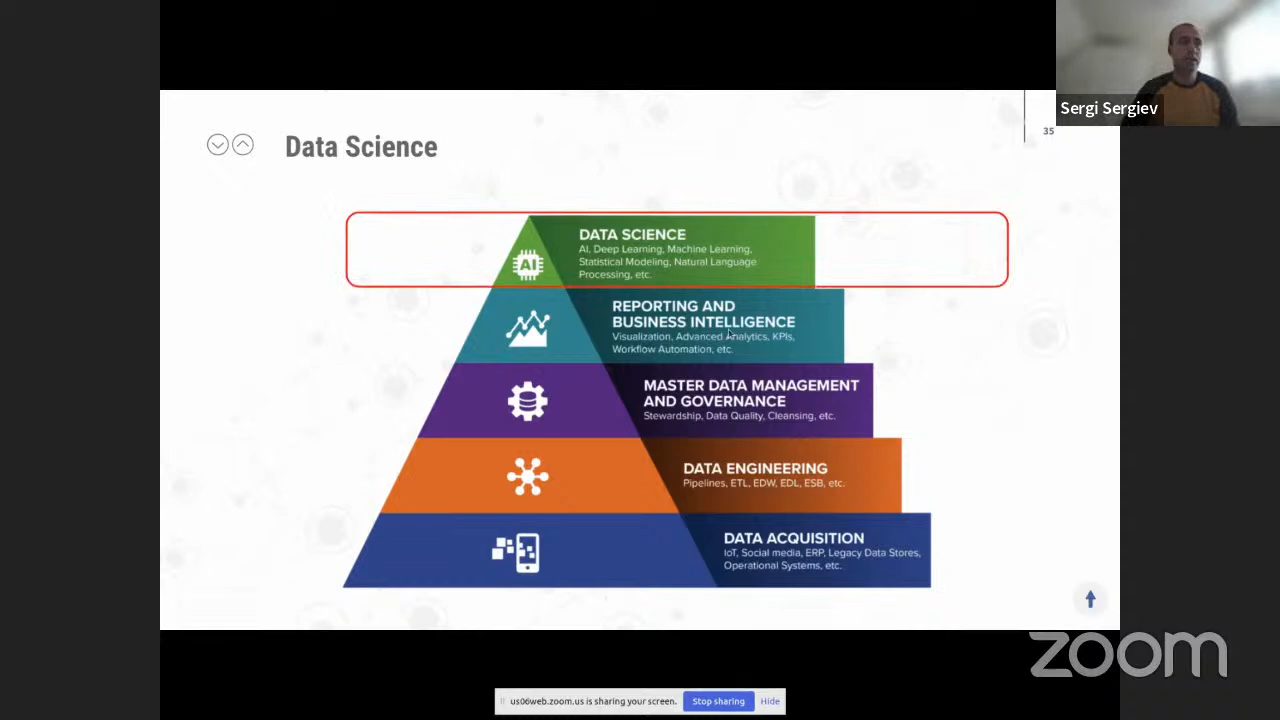 Sergi Sergiev
35
Data Science
DATA SCIENCE
AI, Deep Learning, Machine Learning,
Statistical Modeling, Natural Language
Processing, etc.
AI
REPORTING AND
BUSINESS INTELLIGENCE
Visualization, Advanced Analytics, KPIs,
Workflow Automation, etc.
MASTER DATA MANAGEMENT
AND GOVERNANCE
Stewardship, Data Quality, Cleansing, etc.
DATA ENGINEERING
Pipelines, ETL, EDW, EDL, ESB, etc.
DATA ACQUISITION
IoT, Social media, ERP, Legacy Data Stores,
Operational Systems, etc.
zoom
us06web.zoom.us is sharing your screen. Stop sharing Hide